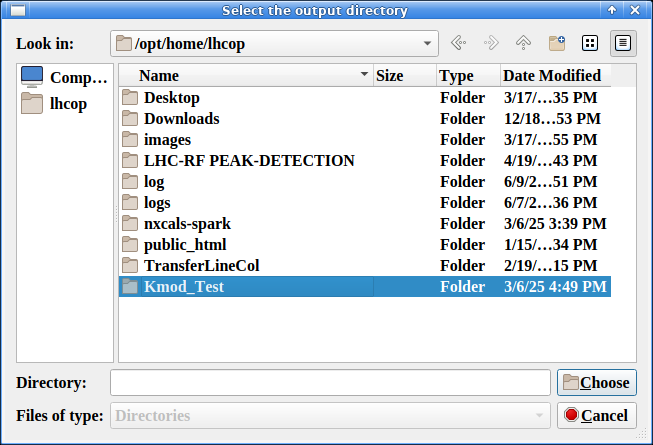 Select the output directory
Look in: /opt/home/lhcop
Comp...
lhcop
Name Size Type Date Modified
Desktop Folder 3/17/...35 PM
Downloads Folder 12/18...53 PM
images Folder 3/17/...55 PM
LHC-RF PEAK-DETECTION Folder 4/19/...43 PM
log Folder 6/9/2...51 PM
logs Folder 6/7/2...36 PM
nxcals-spark Folder 3/6/25 3:39 PM
public_html Folder 1/15/...34 PM
TransferLineCol Folder 2/19/...15 PM
Kmod_Test Folder 3/6/25 4:49 PM
Directory: Choose
Files of type: Directories Cancel